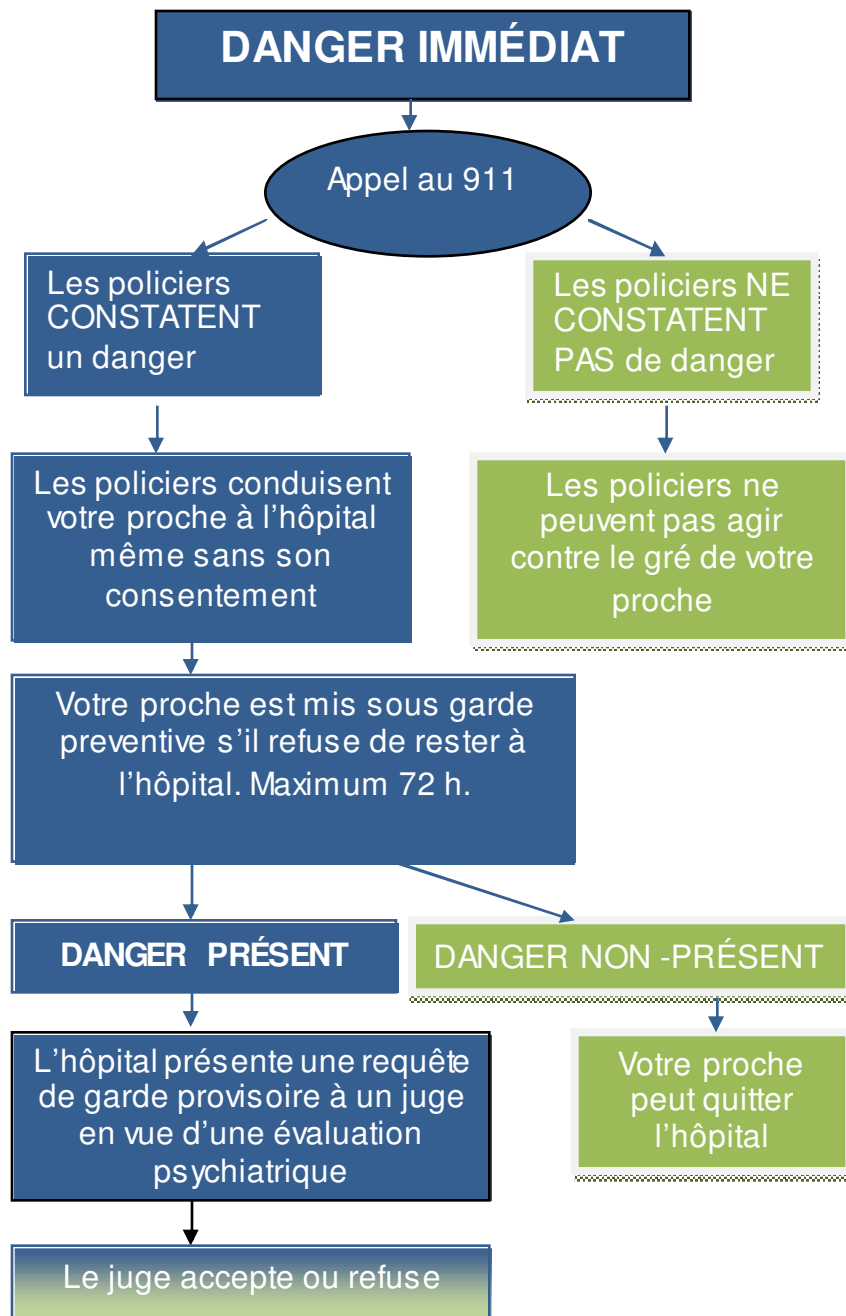 DANGER IMMÉDIAT
Appel au 911
Les policiers
CONSTATENT
un danger
Les policiers NE
CONSTATENT
PAS de danger
Les policiers conduisent
votre proche à l'hôpital
même sans son
consentement
Les policiers ne
peuvent pas agir
contre le gré de votre
proche
Votre proche est mis sous garde
preventive s'il refuse de rester à
l'hôpital. Maximum 72 h.
DANGER PRÉSENT
DANGER NON -PRÉSENT
L'hôpital présente une requête
de garde provisoire à un juge
en vue d'une évaluation
psychiatrique
Votre proche
peut quitter
l'hôpital
Le juge accepte ou refuse